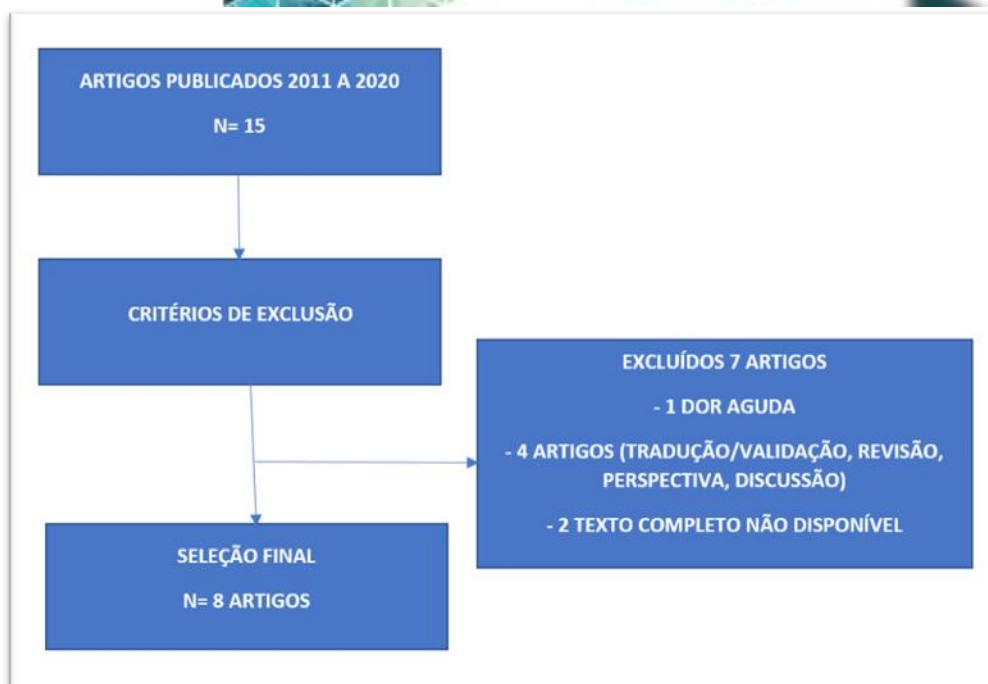 ARTIGOS PUBLICADOS 2011 A 2020
N= 15
CRITÉRIOS DE EXCLUSÃO
EXCLUÍDOS 7 ARTIGOS
- 1 DOR AGUDA
- 4 ARTIGOS (TRADUÇÃO/VALIDAÇÃO, REVISÃO,
PERSPECTIVA, DISCUSSÃO)
- 2 TEXTO COMPLETO NÃO DISPONÍVEL
SELEÇÃO FINAL
N= 8 ARTIGOS